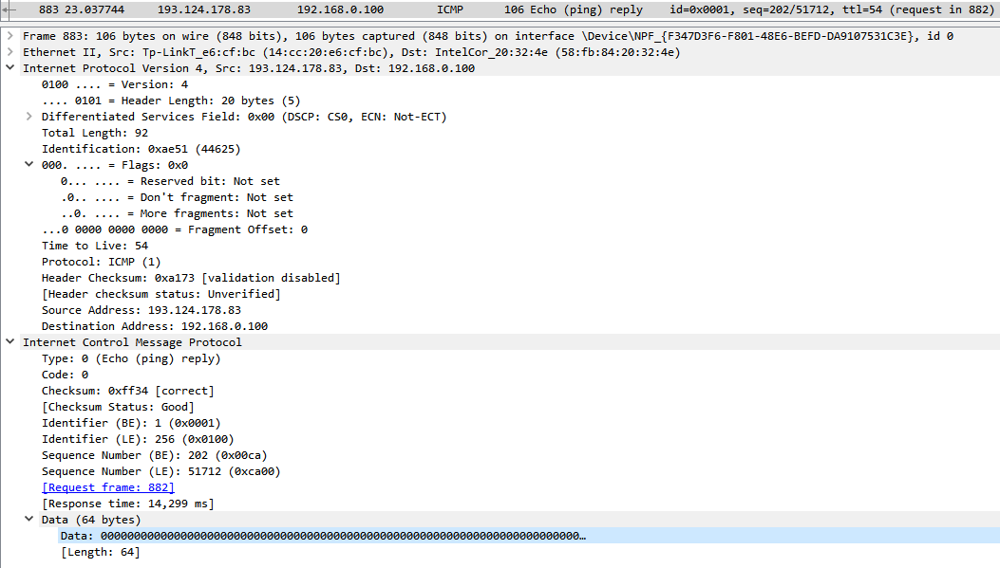 883 23.037744 193.124.178.83 192.168.0.100 ICMP 106 Echo (ping) reply id=0x0001, seq=202/51712, ttl=54 (request in 882)
Frame 883: 106 bytes on wire (848 bits), 106 bytes captured (848 bits) on interface \Device\NPF_{F347D3F6-F801-48E6-BEFD-DA9107531C3E}, id 0
Ethernet II, Src: Tp-LinkT_e6:cf:bc (14:cc:20:e6:cf:bc), Dst: IntelCor_20:32:4e (58:fb:84:20:32:4e)
Internet Protocol Version 4, Src: 193.124.178.83, Dst: 192.168.0.100
0100 .... = Version: 4
.... 0101 = Header Length: 20 bytes (5)
Differentiated Services Field: 0x00 (DSCP: CS0, ECN: Not-ECT)
Total Length: 92
Identification: 0xae51 (44625)
000. .... = Flags: 0x0
0... .... = Reserved bit: Not set
.0.. .... = Don't fragment: Not set
..0. .... = More fragments: Not set
...0 0000 0000 0000 = Fragment Offset: 0
Time to Live: 54
Protocol: ICMP (1)
Header Checksum: 0xa173 [validation disabled]
[Header checksum status: Unverified]
Source Address: 193.124.178.83
Destination Address: 192.168.0.100
Internet Control Message Protocol
Type: 0 (Echo (ping) reply)
Code: 0
Checksum: 0xff34 [correct]
[Checksum Status: Good]
Identifier (BE): 1 (0x0001)
Identifier (LE): 256 (0x0100)
Sequence Number (BE): 202 (0x00ca)
Sequence Number (LE): 51712 (0xca00)
[Request frame: 882]
[Response time: 14,299 ms]
Data (64 bytes)
Data: 000000000000000000000000000000000000000000000000000000000000000000000000…
[Length: 64]